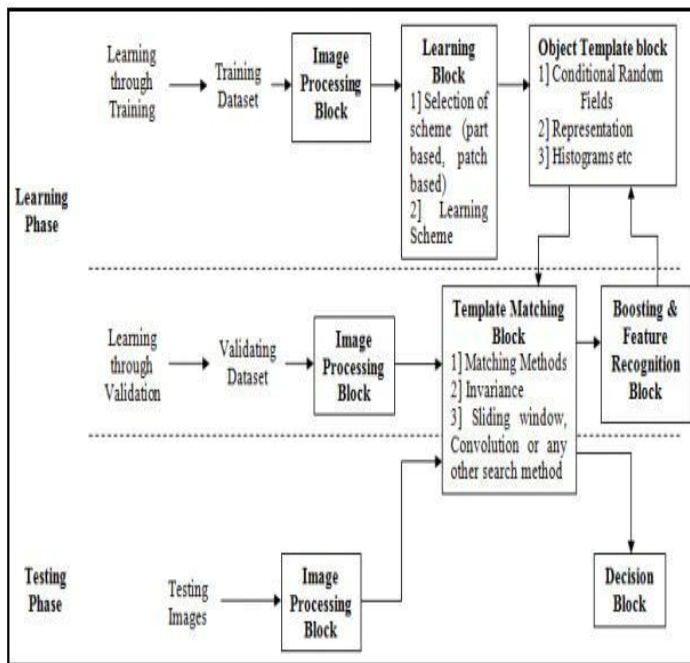 Learning
through
Training
Training
Dataset
Image
Processing
Block
Learning
Block
1] Selection of
scheme (part
based, patch
based)
2] Learning
Scheme
Object Template block
1] Conditional Random
Fields
2] Representation
3] Histograms etc
Learning
Phase
Learning
through
Validation
Validating
Dataset
Image
Processing
Block
Template Matching
Block
1] Matching Methods
2] Invariance
3] Sliding window,
Convolution or any
other search method
Boosting &
Feature
Recognition
Block
Testing
Phase
Testing
Images
Image
Processing
Block
Decision
Block